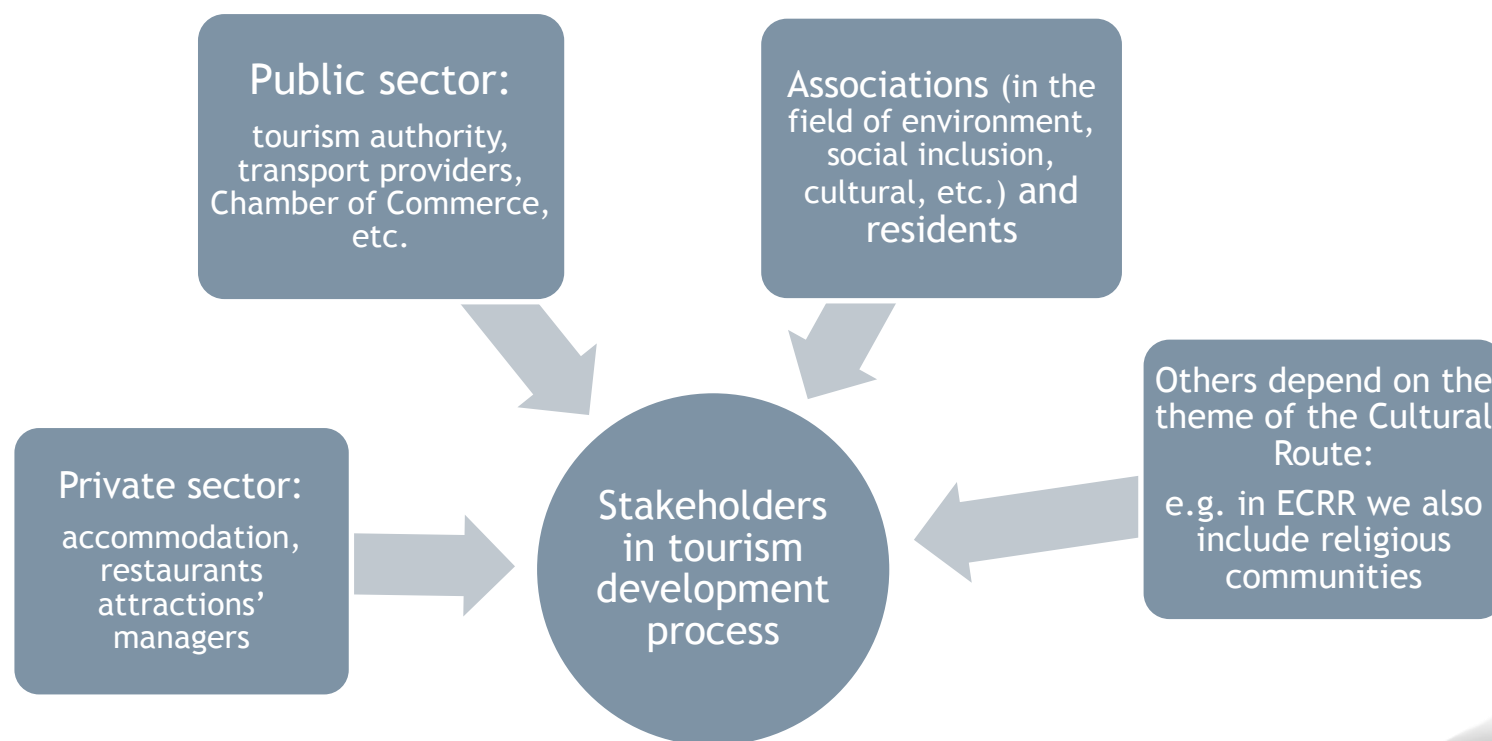 Public sector:
tourism authority,
transport providers,
Chamber of Commerce,
etc.
Associations (in the
field of environment,
social inclusion,
cultural, etc.) and
residents
Private sector:
accommodation,
restaurants
attractions’
managers
Stakeholders
in tourism
development
process
Others depend on the
theme of the Cultural
Route:
e.g. in ECRR we also
include religious
communities